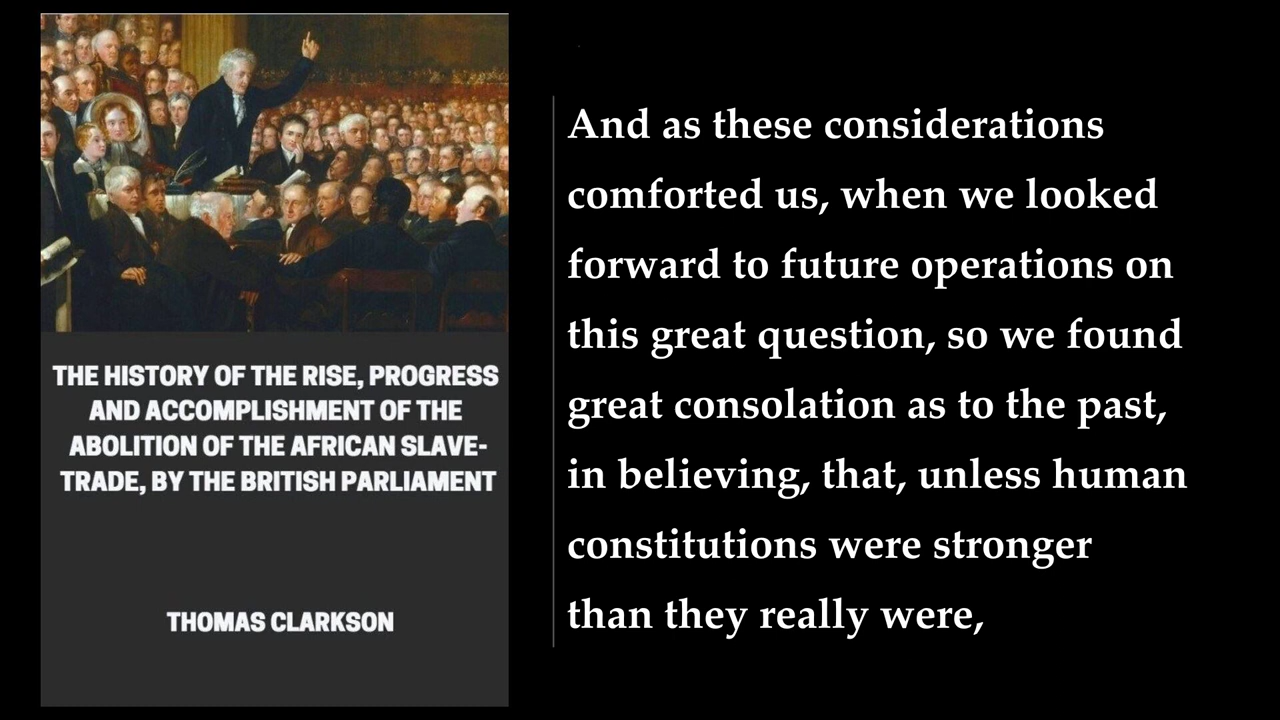 THE HISTORY OF THE RISE, PROGRESS
AND ACCOMPLISHMENT OF THE
ABOLITION OF THE AFRICAN SLAVE-
TRADE, BY THE BRITISH PARLIAMENT
THOMAS CLARKSON
And as these considerations
comforted us, when we looked
forward to future operations on
this great question, so we found
great consolation as to the past,
in believing, that, unless human
constitutions were stronger
than they really were,